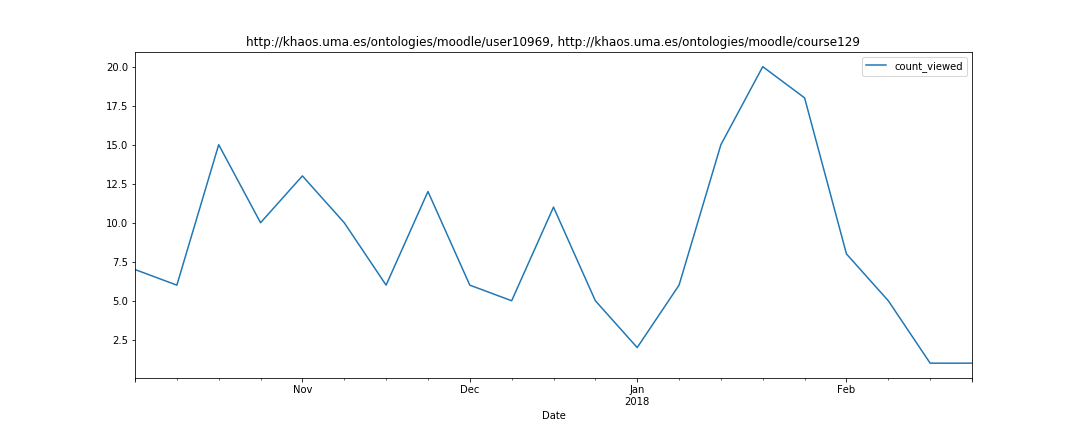 http://khaos.uma.es/ontologies/moodle/user10969, http://khaos.uma.es/ontologies/moodle/course129
count_viewed
20.0
17.5
15.0
12.5
10.0
7.5
5.0
2.5
Nov
Dec
Jan
2018
Feb
Date